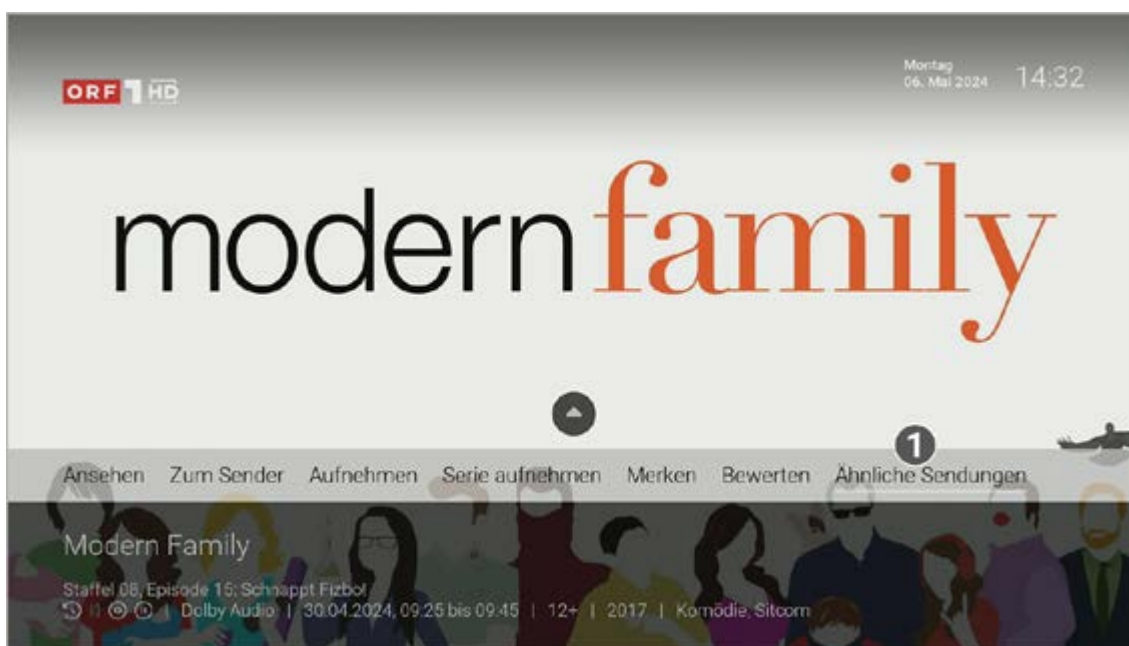 ORF 1 HD
Montag
06. Mai 2024
14:32
modernfamily
1
Ansehen Zum Sender Aufnehmen Serie aufnehmen Merken Bewerten Ähnliche Sendungen
Modern Family
Staffel 08, Episode 15: Schnappt Fizbo!
| Dolby Audio | 30.04.2024, 09.25 bis 09.45 | 12+ | 2017 | Komödie, Sitcom